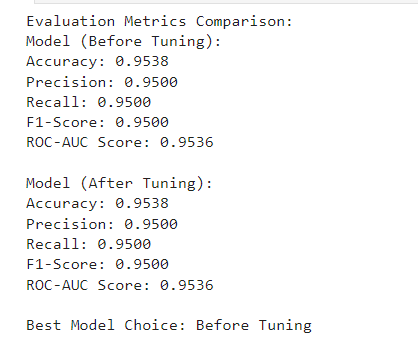 Evaluation Metrics Comparison:
Model (Before Tuning):
Accuracy: 0.9538
Precision: 0.9500
Recall: 0.9500
F1-Score: 0.9500
ROC-AUC Score: 0.9536

Model (After Tuning):
Accuracy: 0.9538
Precision: 0.9500
Recall: 0.9500
F1-Score: 0.9500
ROC-AUC Score: 0.9536

Best Model Choice: Before Tuning